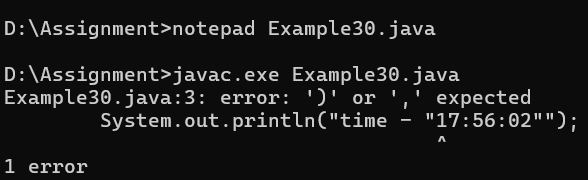 D:\Assignment>notepad Example30.java
D:\Assignment>javac.exe Example30.java
Example30.java:3: error: ')' or ',' expected
        System.out.println("time - "17:56:02"");
                                    ^
1 error